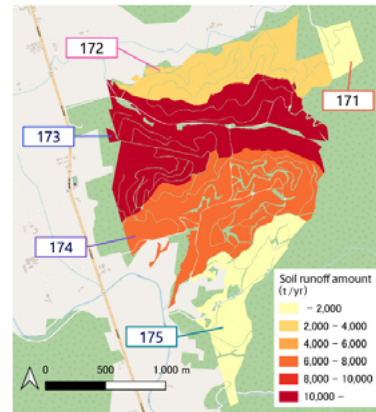 172
171
173
174
175
Soil runoff amount
(t/yr)
- 2,000
2,000 - 4,000
4,000 - 6,000
6,000 - 8,000
8,000 - 10,000
10,000 -
0 500 1,000 m